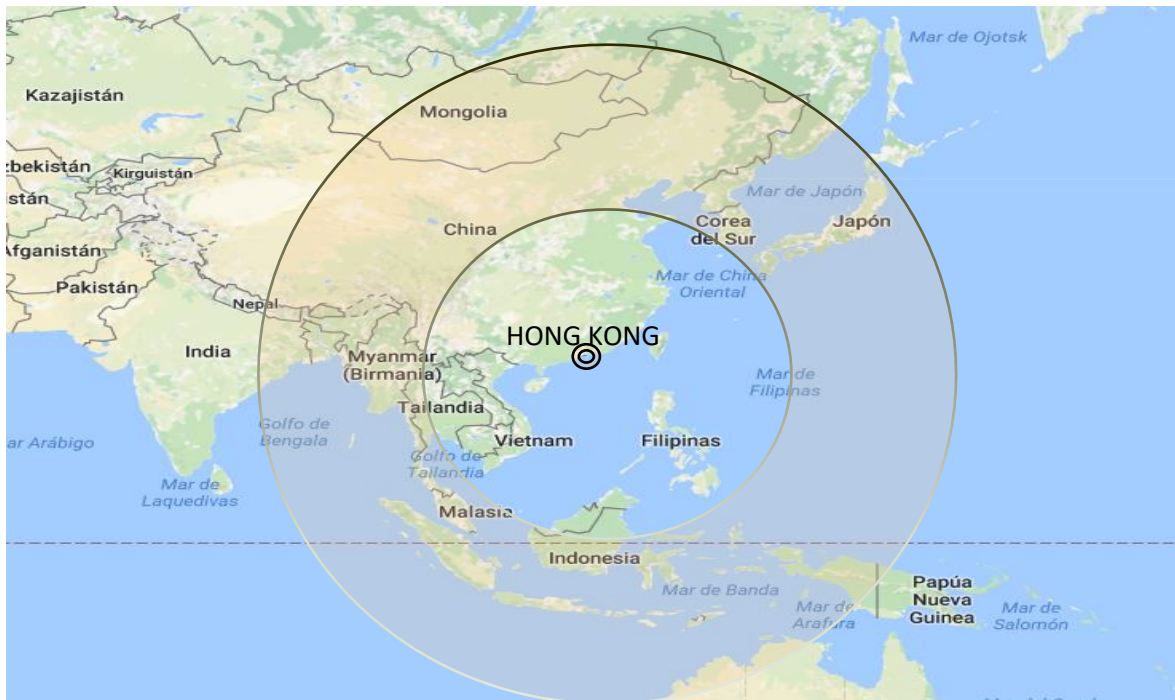 Mar de Ojotsk
Kazajistán
Mongolia
zbekistán
Kirguistán
stán
Mar de Japón
Corea
del Sur
Japón
China
Afganistán
Mar de China
Oriental
Pakistán
Nepal
HONG KONG
India
Myanmar
(Birmania)
Mar de
Filipinas
Tailandia
Golfo de
Bengala
Vietnam
Filipinas
ar Arábigo
Golfo de
Tailandia
Mar de
Laquedivas
Malasia
Indonesia
Mar de Banda
Papúa
Nueva
Guinea
Mar de
Arafura
Mar de
Salomón